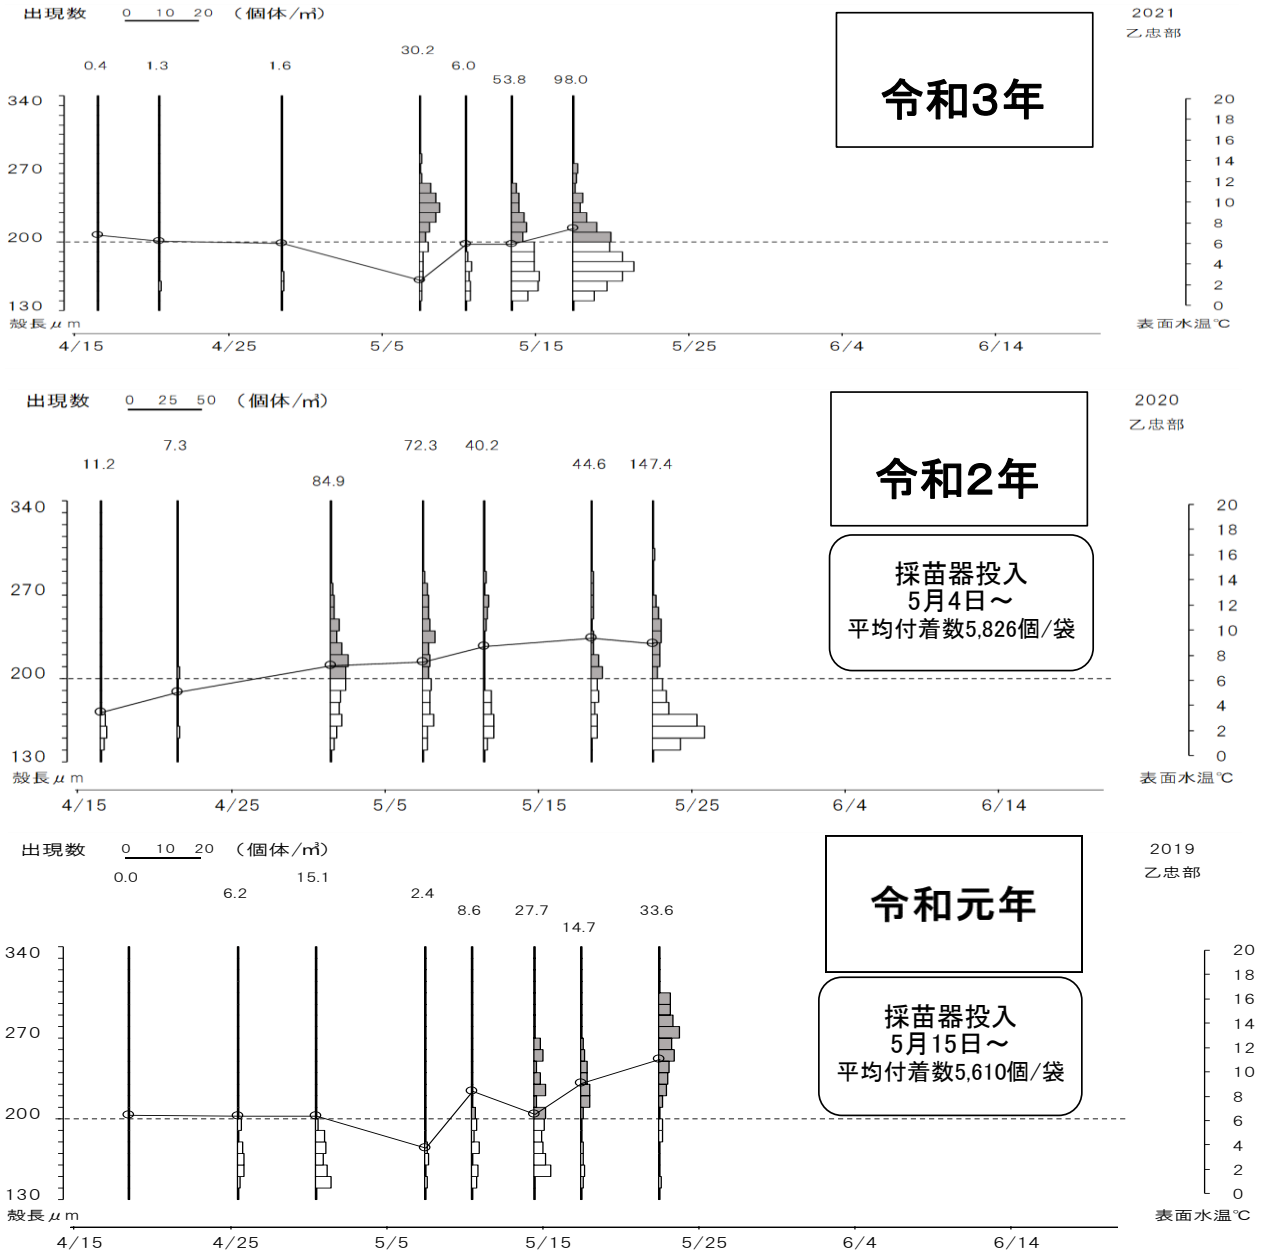 出現数 0 10 20 (個体/㎥)
2021
乙忠部
令和3年
0.4 1.3 1.6 30.2 6.0 53.8 98.0
340
270
200
130
殻長μm
20
18
16
14
12
10
8
6
4
2
0
表面水温℃
4/15 4/25 5/5 5/15 5/25 6/4 6/14
出現数 0 25 50 (個体/㎥)
2020
乙忠部
令和2年
採苗器投入
5月4日～
平均付着数5,826個/袋
11.2 7.3 84.9 72.3 40.2 44.6 147.4
340
270
200
130
殻長μm
20
18
16
14
12
10
8
6
4
2
0
表面水温℃
4/15 4/25 5/5 5/15 5/25 6/4 6/14
出現数 0 10 20 (個体/㎥)
2019
乙忠部
令和元年
採苗器投入
5月15日～
平均付着数5,610個/袋
0.0 6.2 15.1 2.4 8.6 27.7 14.7 33.6
340
270
200
130
殻長μm
20
18
16
14
12
10
8
6
4
2
0
表面水温℃
4/15 4/25 5/5 5/15 5/25 6/4 6/14